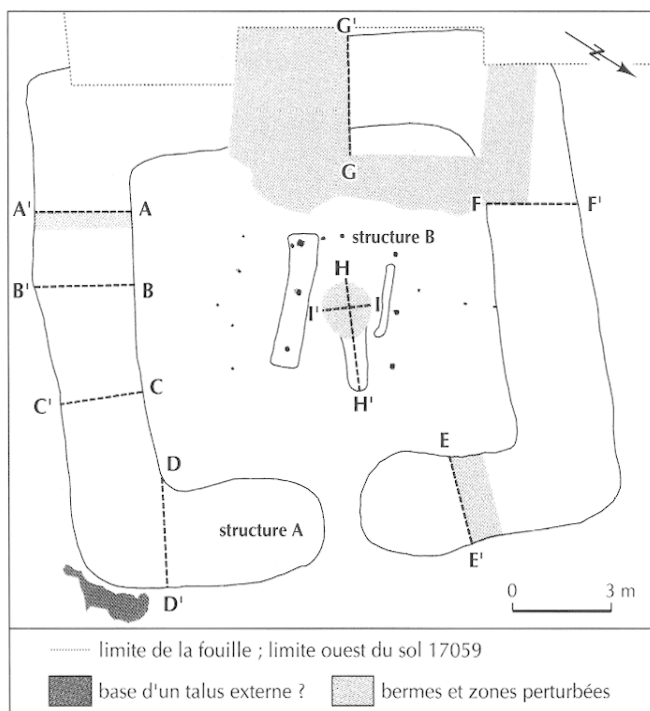 G'
N
G
A' A
F F'
structure B
H
B' B
I' I
C' C
H'
D
E
structure A
E'
D'
0 3 m
limite de la fouille ; limite ouest du sol 17059
base d'un talus externe ? bermes et zones perturbées